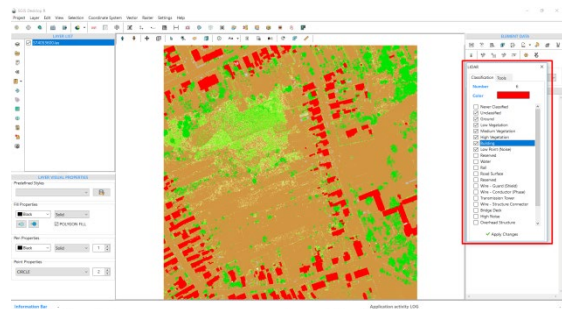 Project Layer Edit View Selection Coordinate System Vector Raster Settings Help
LAYER LIST
ELEMENT DATA
LIDAR
Classification Tools
Number 6
Color
Never Classified
Unclassified
Ground
Low Vegetation
Medium Vegetation
High Vegetation
Building
Low Point (Noise)
Reserved
Water
Rail
Road Surface
Reserved
Wire - Guard (Shield)
Wire - Conductor (Phase)
Transmission Tower
Wire - Structure Connector
Bridge Deck
High Noise
Overhead Structure
Apply Changes
LAYER VISUAL PROPERTIES
Predefined Styles
Fill Properties
Black Solid
POLYGON FILL
Pen Properties
Black Solid 1
Point Properties
CIRCLE 2
Information Bar
Application activity LOG